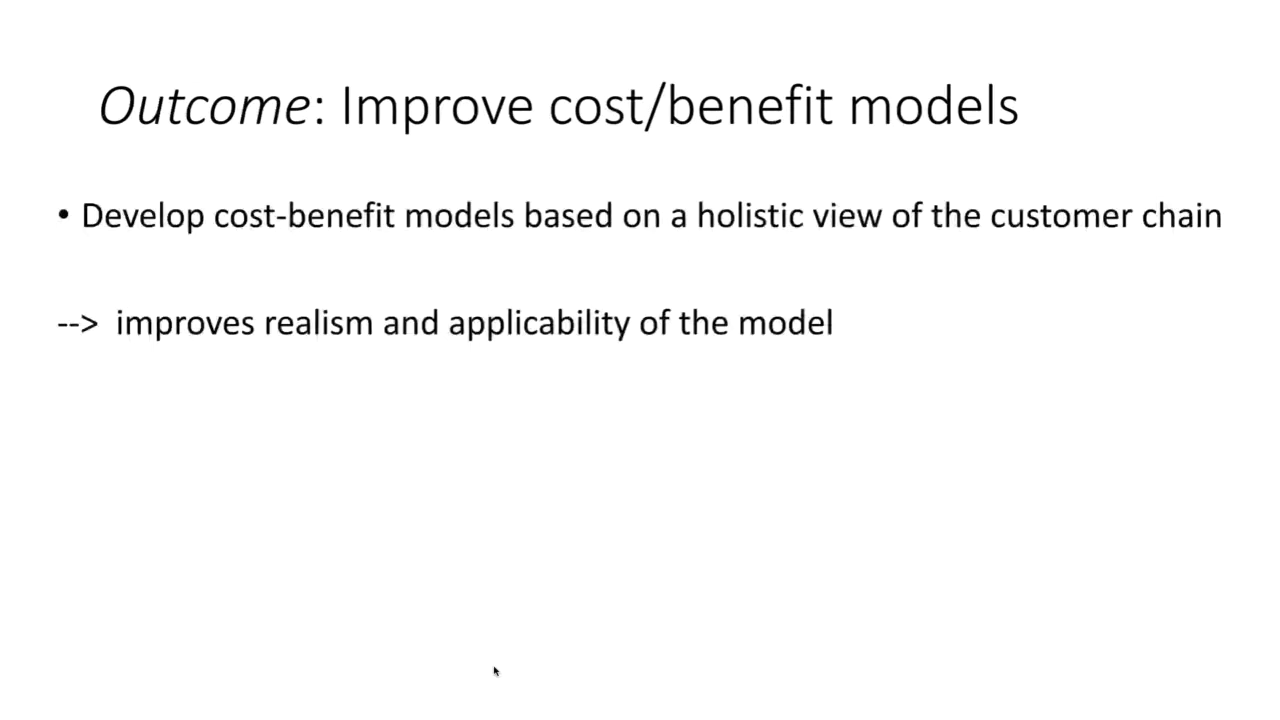 Outcome: Improve cost/benefit models
• Develop cost-benefit models based on a holistic view of the customer chain
--> improves realism and applicability of the model